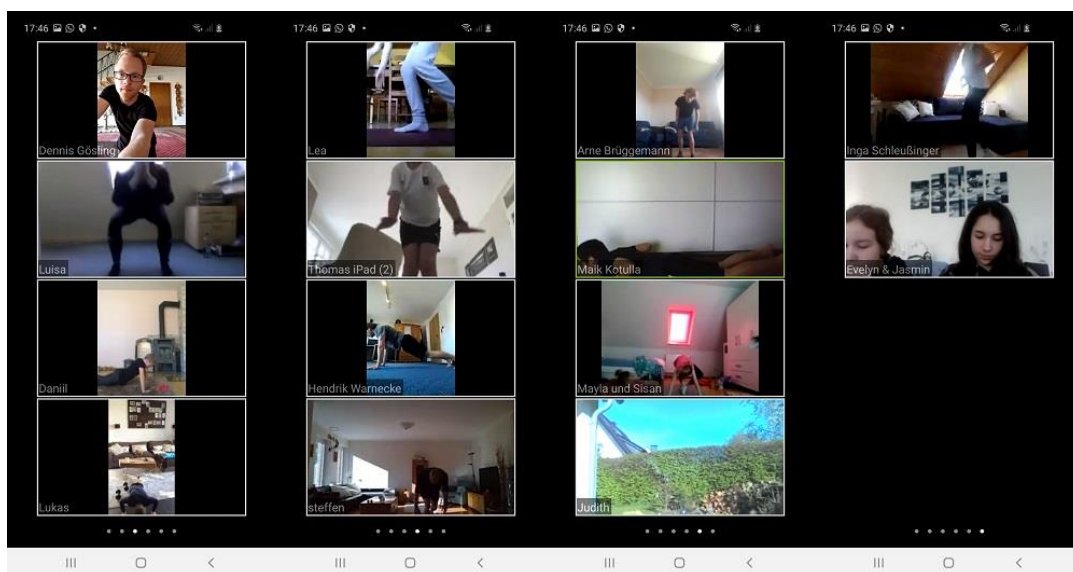 17:46
Dennis Gösling
Luisa
Daniil
Lukas
17:46
Lea
Thomas iPad (2)
Hendrik Warnecke
steffen
17:46
Arne Brüggemann
Maik Kotulla
Mayla und Sisan
Judith
17:46
Inga Schleußinger
Evelyn & Jasmin